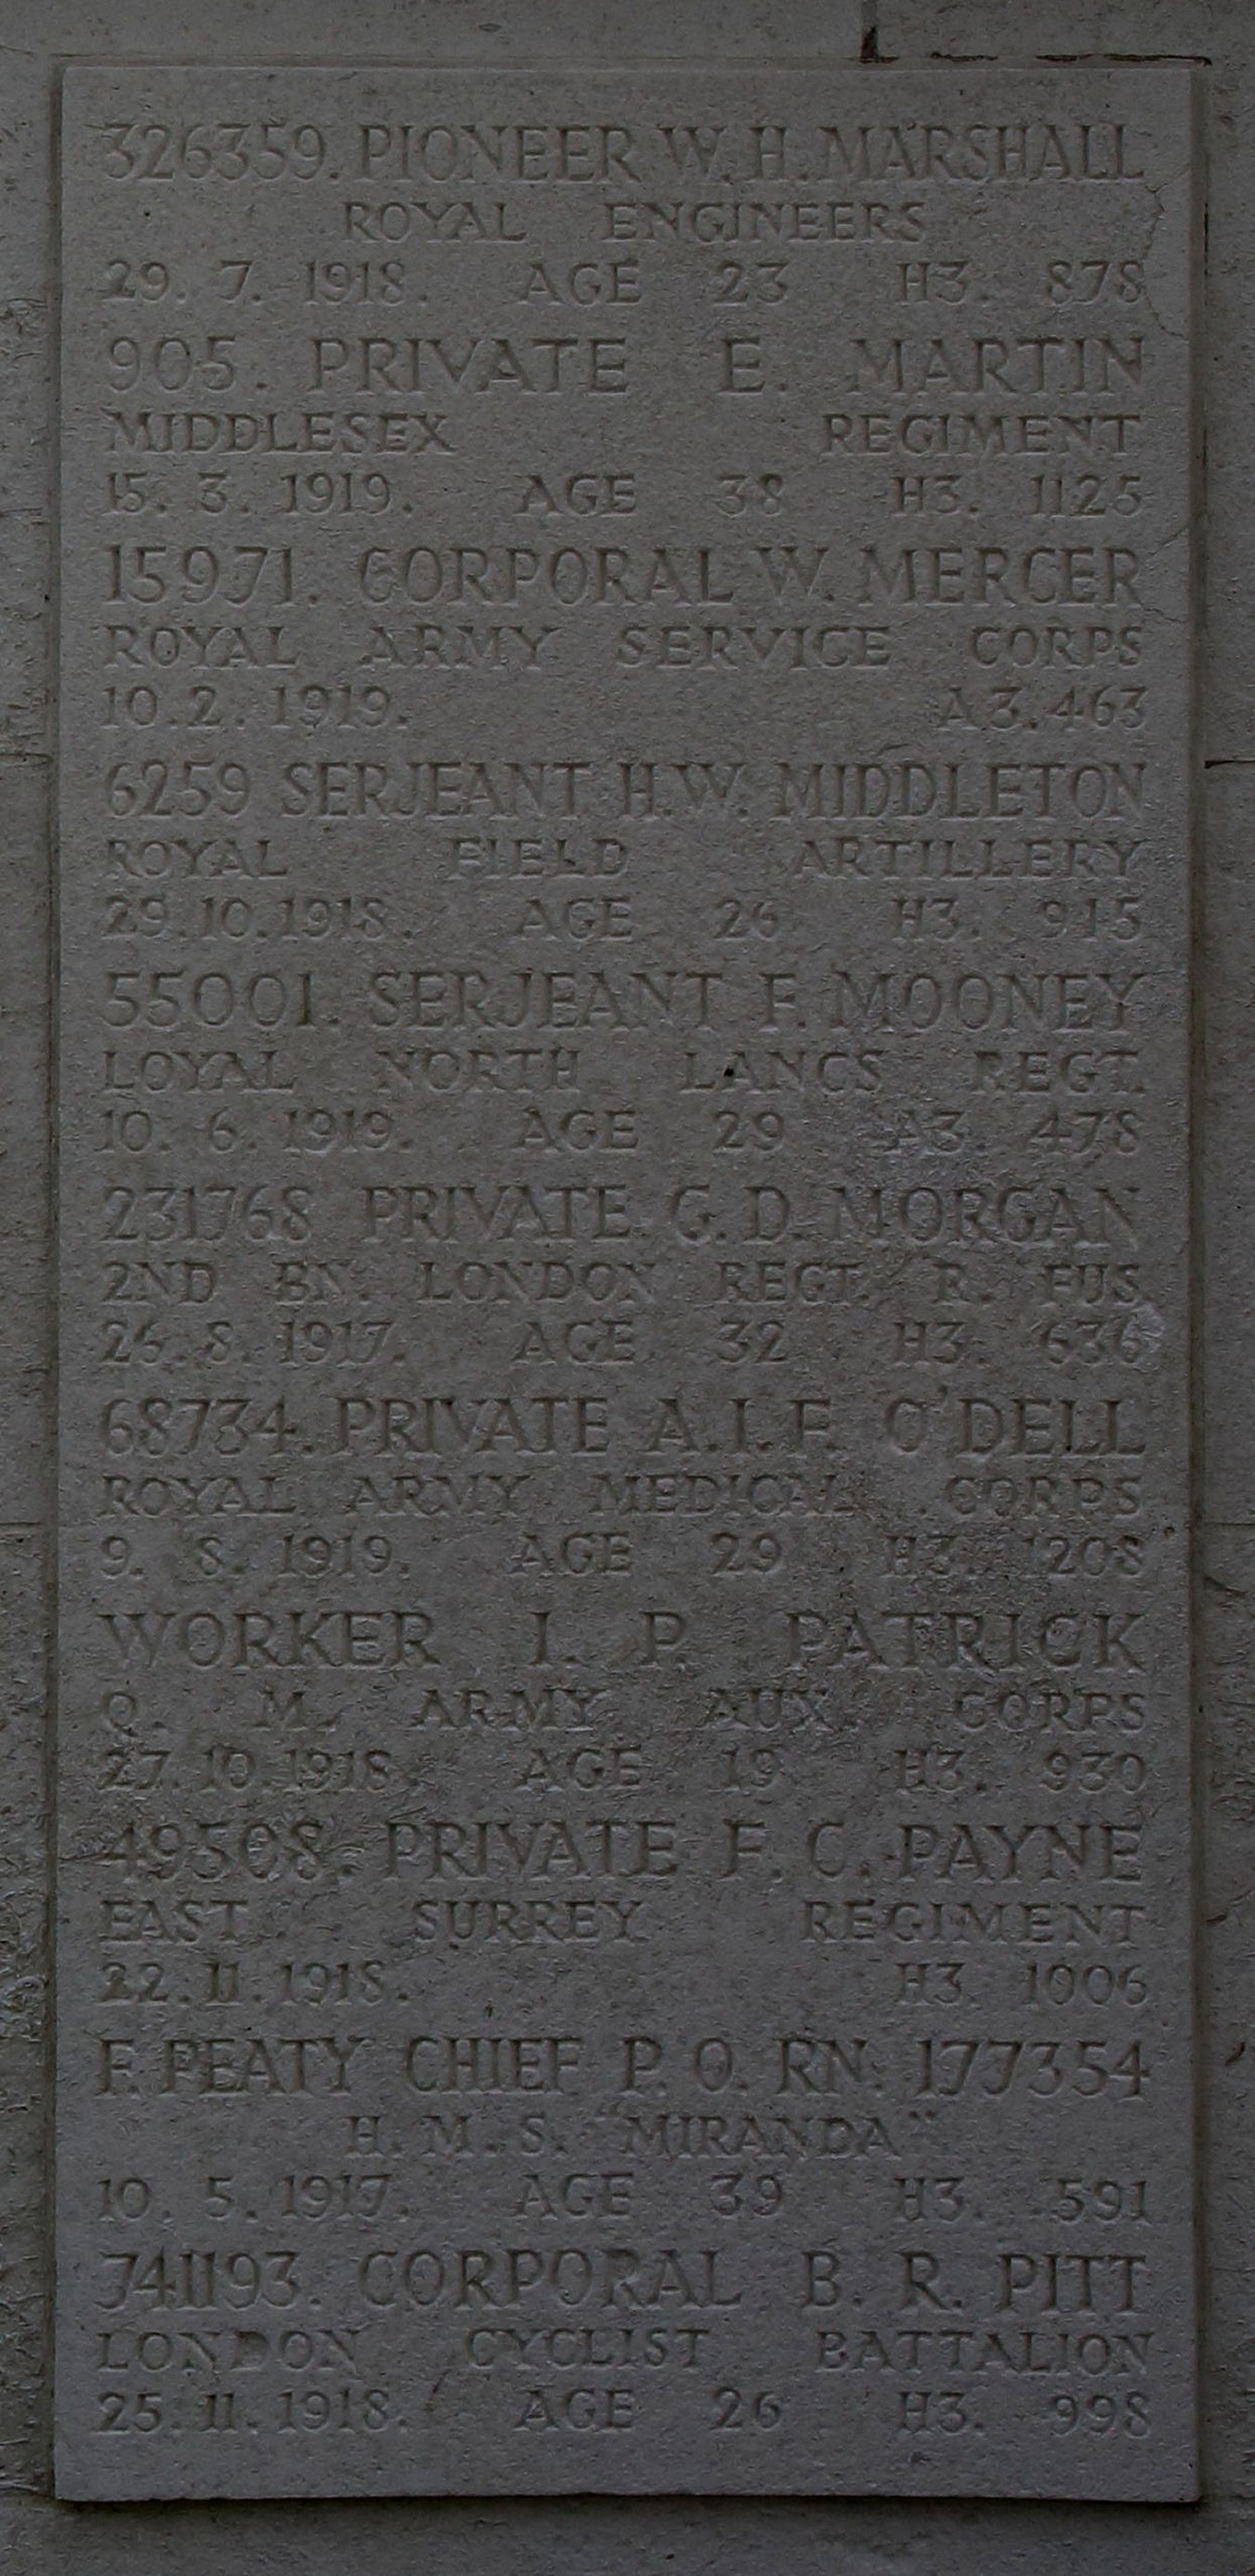 326359. PIONEER W. H. MARSHALL
ROYAL ENGINEERS
29. 7. 1918. AGE 23 H3. 878
905. PRIVATE E. MARTIN
MIDDLESEX REGIMENT
15. 3. 1919. AGE 38 H3. 1125
15971. CORPORAL W. MERCER
ROYAL ARMY SERVICE CORPS
10. 2. 1919. A3. 463
6259 SERJEANT H.W. MIDDLETON
ROYAL FIELD ARTILLERY
29. 10. 1918. AGE 26 H3. 915
55001. SERJEANT F. MOONEY
LOYAL NORTH LANCS REGT.
10. 6. 1919. AGE 29 A3. 478
231768 PRIVATE G. D. MORGAN
2ND BN. LONDON REGT. R. FUS.
26. 8. 1917. AGE 32 H3. 636
68734. PRIVATE A. I. F. O'DELL
ROYAL ARMY MEDICAL CORPS
9. 8. 1919. AGE 29 H3. 1208
WORKER I. P. PATRICK
Q. M. ARMY AUX. CORPS
27. 10. 1918. AGE 19 H3. 930
49508. PRIVATE F. C. PAYNE
EAST SURREY REGIMENT
22. 11. 1918. H3. 1006
F. PEATY CHIEF P. O. RN. 177354
H. M. S. "MIRANDA"
10. 5. 1917. AGE 39 H3. 591
741193. CORPORAL B. R. PITT
LONDON CYCLIST BATTALION
25. 11. 1918. AGE 26 H3. 998